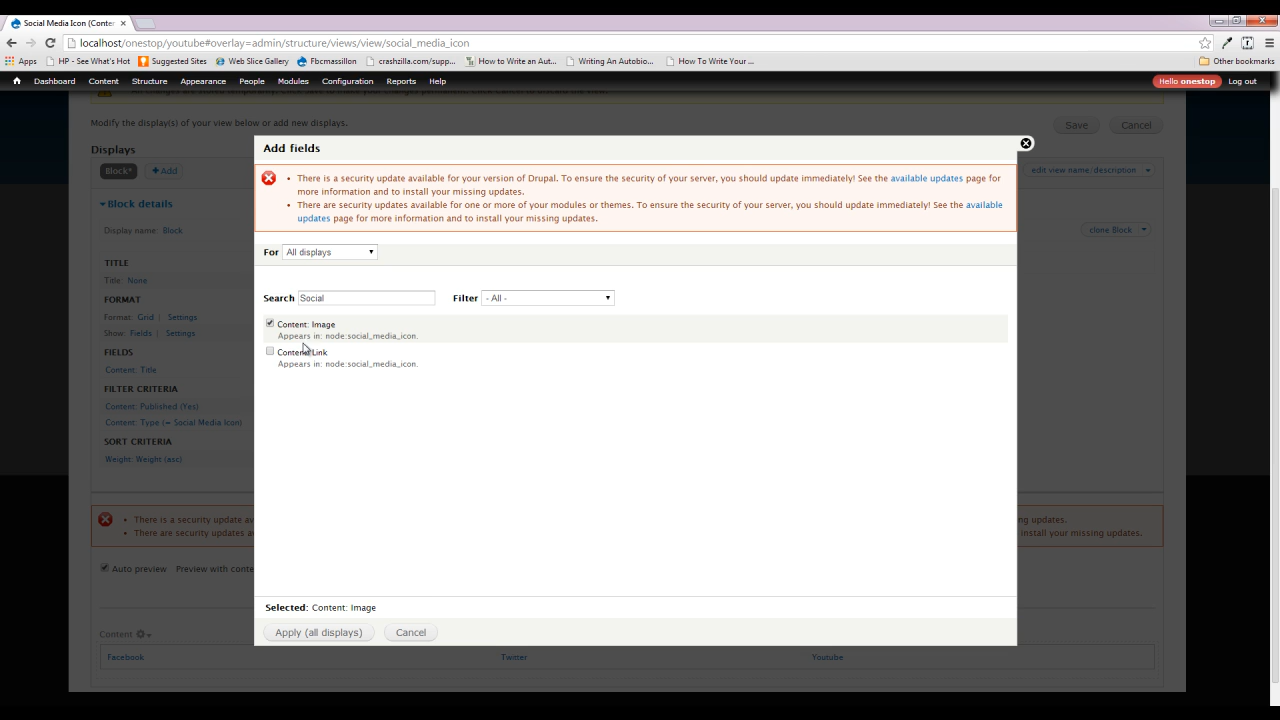 Social Media Icon (Conter
localhost/onestop/youtube#overlay=admin/structure/views/view/social_media_icon
Apps HP - See What's Hot Suggested Sites Web Slice Gallery Fbcmassillon crashzilla.com/supp... How to Write an Aut... Writing An Autobio... How To Write Your ... Other bookmarks
Dashboard Content Structure Appearance People Modules Configuration Reports Help Hello onestop Log out
Modify the display(s) of your view below or add new displays. Save Cancel
Displays
Block* +Add edit view name/description
Block details
Display name: Block clone Block
TITLE
Title: None
FORMAT
Format: Grid | Settings
Show: Fields | Settings
FIELDS
Content: Title
FILTER CRITERIA
Content: Published (Yes)
Content: Type (= Social Media Icon)
SORT CRITERIA
Weight: Weight (asc)
Add fields
There is a security update available for your version of Drupal. To ensure the security of your server, you should update immediately! See the available updates page for
more information and to install your missing updates.
There are security updates available for one or more of your modules or themes. To ensure the security of your server, you should update immediately! See the available
updates page for more information and to install your missing updates.
For All displays
Search Social Filter - All -
Content: Image
Appears in: node:social_media_icon.
Content: Link
Appears in: node:social_media_icon.
Selected: Content: Image
Apply (all displays) Cancel
There is a security update av ng updates.
There are security updates av install your missing updates.
Auto preview Preview with conte
Content
Facebook Twitter Youtube